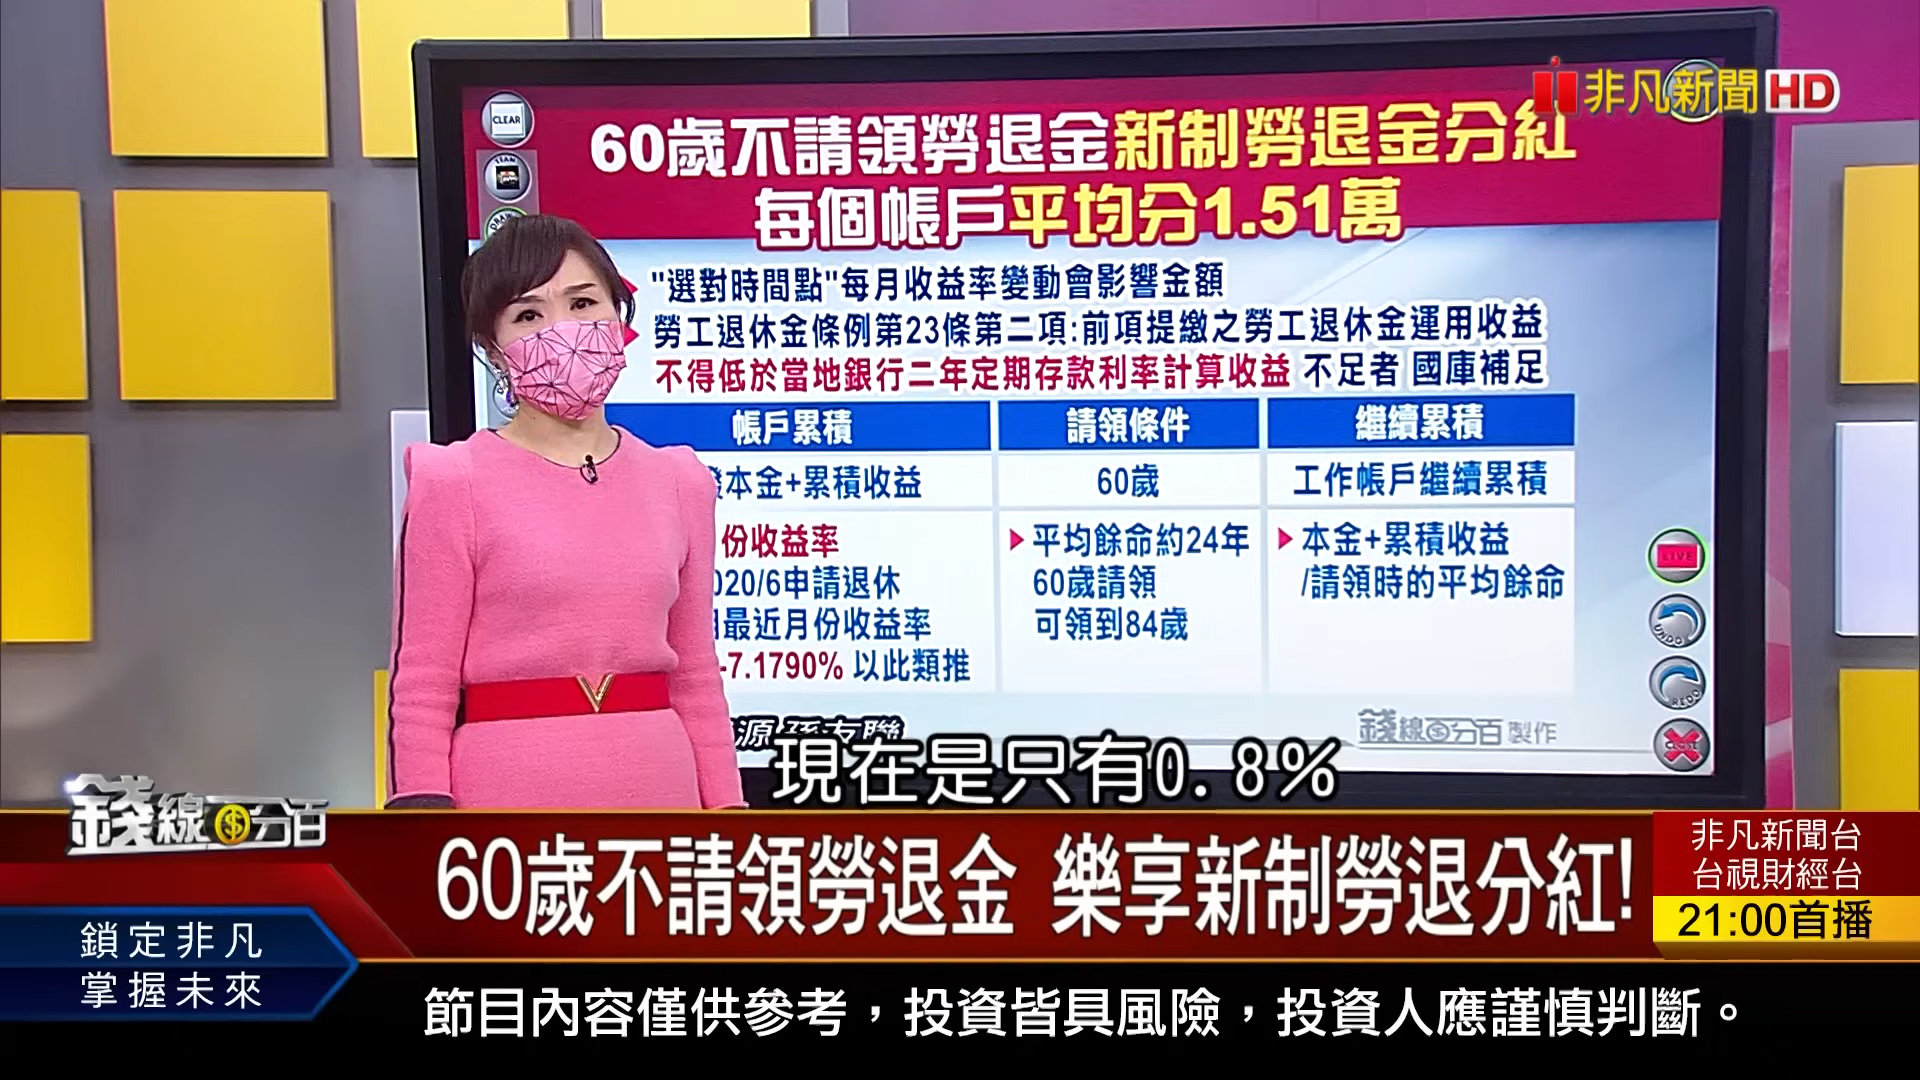 非凡新聞HD
CLEAR
60歲不請領勞退金新制勞退金分紅
每個帳戶平均分1.51萬
"選對時間點"每月收益率變動會影響金額
勞工退休金條例第23條第二項:前項提繳之勞工退休金運用收益
不得低於當地銀行二年定期存款利率計算收益 不足者 國庫補足
帳戶累積 請領條件 繼續累積
本金+累積收益 60歲 工作帳戶繼續累積
份收益率
020/6申請退休
最近月份收益率
-7.1790% 以此類推
平均餘命約24年
60歲請領
可領到84歲
本金+累積收益
/請領時的平均餘命
LIVE
UNDO
REDO
CLOSE
源 孫友聯
錢線百分百 製作
現在是只有0.8%
錢線百分百
60歲不請領勞退金 樂享新制勞退分紅!
非凡新聞台
台視財經台
21:00首播
鎖定非凡
掌握未來
節目內容僅供參考，投資皆具風險，投資人應謹慎判斷。